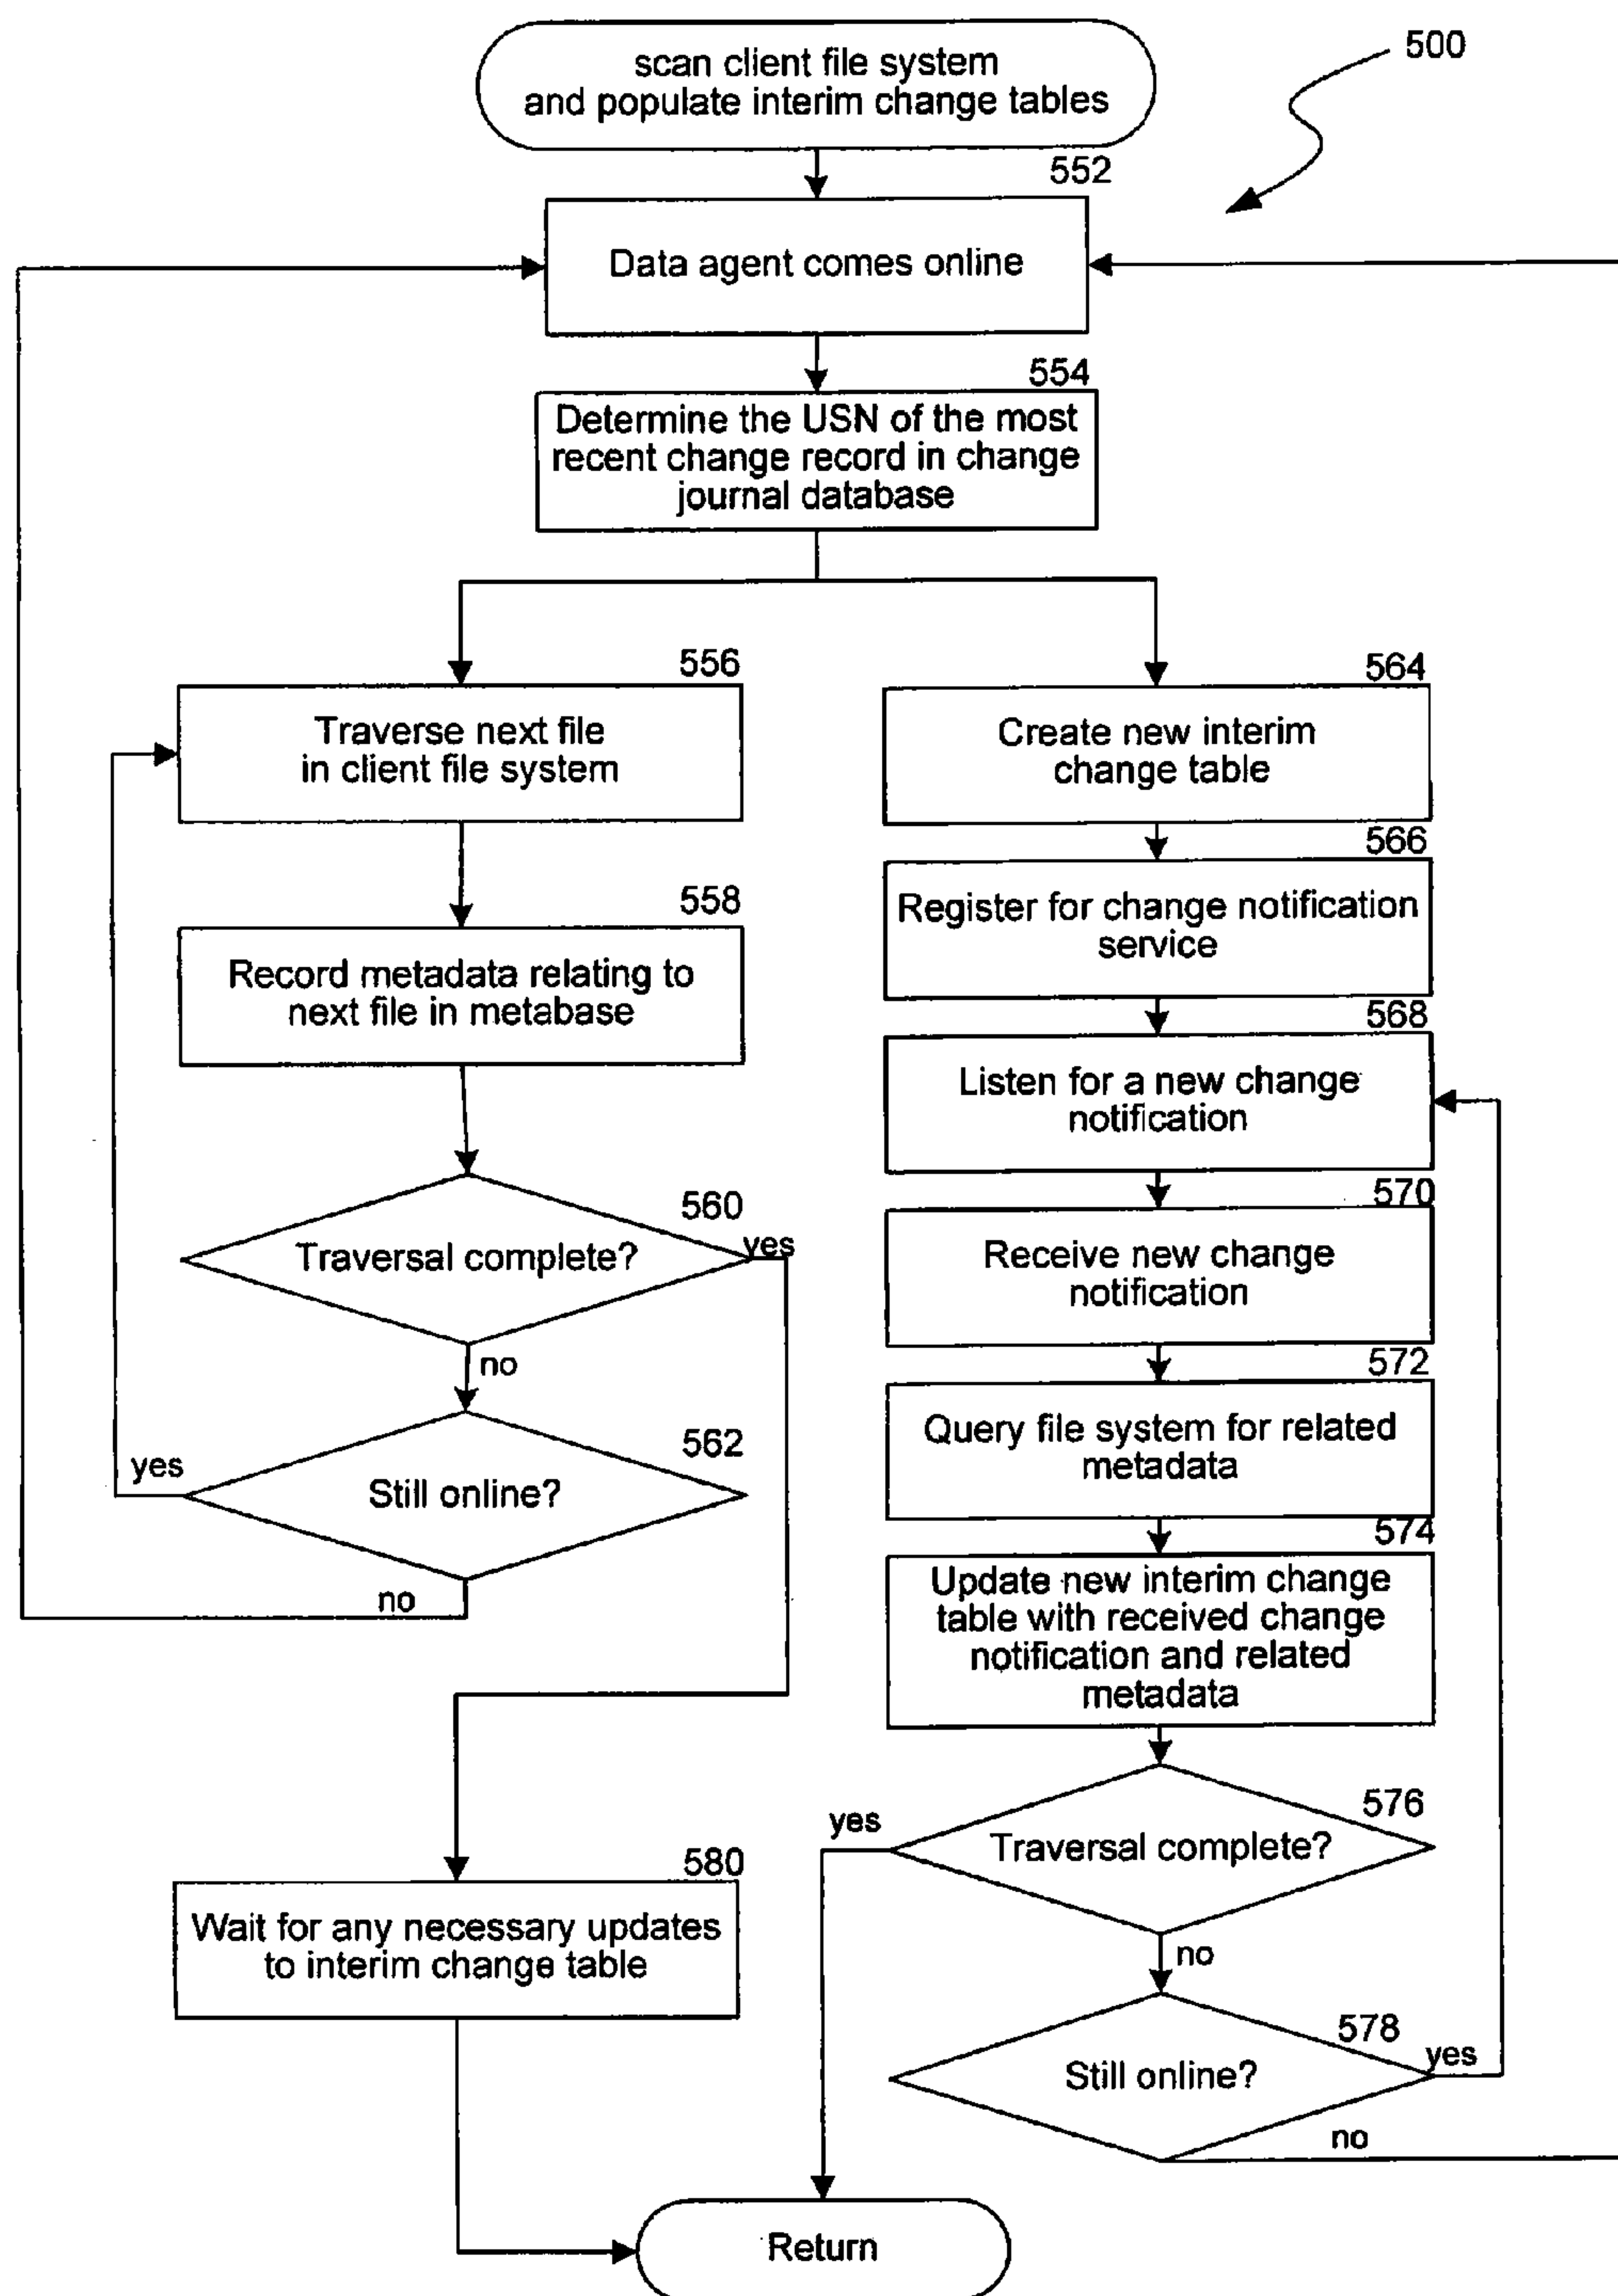 scan client file system
and populate interim change tables
500
552
Data agent comes online
554
Determine the USN of the most
recent change record in change
journal database
556
Traverse next file
in client file system
558
Record metadata relating to
next file in metabase
560
Traversal complete?
yes
no
562
Still online?
yes
no
564
Create new interim
change table
566
Register for change notification
service
568
Listen for a new change
notification
570
Receive new change
notification
572
Query file system for related
metadata
574
Update new interim change
table with received change
notification and related
metadata
576
Traversal complete?
yes
no
578
Still online?
yes
no
580
Wait for any necessary updates
to interim change table
Return